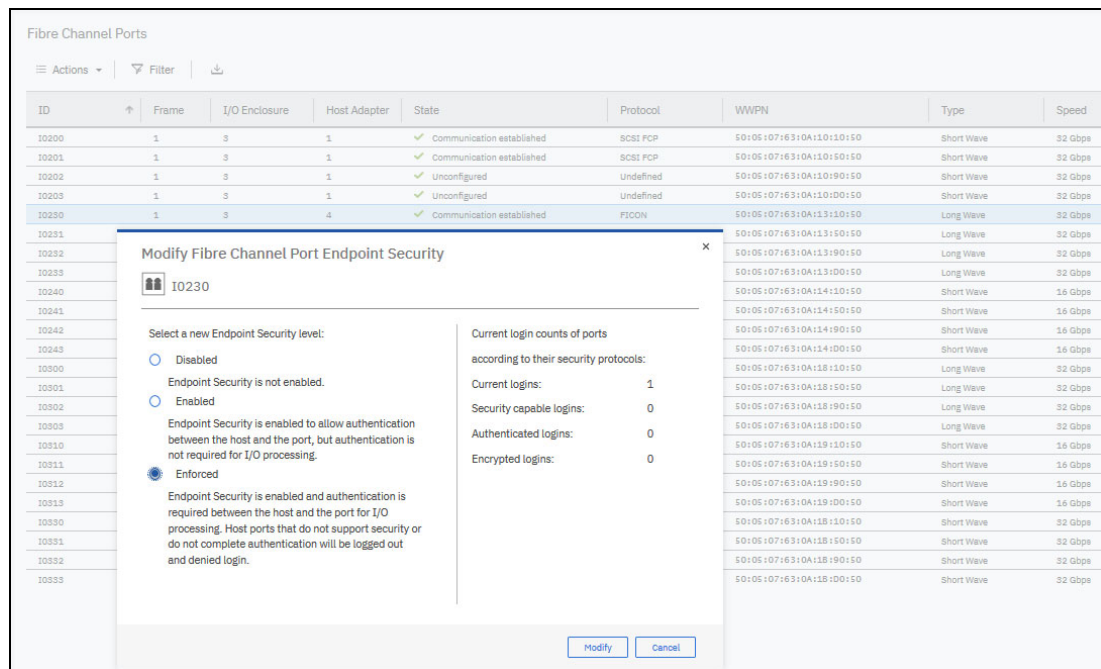 Fibre Channel Ports
Actions Filter
ID Frame I/O Enclosure Host Adapter State Protocol WWPN Type Speed
I0200 1 3 1 Communication established SCSI FCP 50:05:07:63:0A:10:10:50 Short Wave 32 Gbps
I0201 1 3 1 Communication established SCSI FCP 50:05:07:63:0A:10:50:50 Short Wave 32 Gbps
I0202 1 3 1 Unconfigured Undefined 50:05:07:63:0A:10:90:50 Short Wave 32 Gbps
I0203 1 3 1 Unconfigured Undefined 50:05:07:63:0A:10:D0:50 Short Wave 32 Gbps
I0230 1 3 4 Communication established FICON 50:05:07:63:0A:13:10:50 Long Wave 32 Gbps
I0231 50:05:07:63:0A:13:50:50 Long Wave 32 Gbps
I0232 50:05:07:63:0A:13:90:50 Long Wave 32 Gbps
I0233 50:05:07:63:0A:13:D0:50 Long Wave 32 Gbps
I0240 50:05:07:63:0A:14:10:50 Short Wave 16 Gbps
I0241 50:05:07:63:0A:14:50:50 Short Wave 16 Gbps
I0242 50:05:07:63:0A:14:90:50 Short Wave 16 Gbps
I0243 50:05:07:63:0A:14:D0:50 Short Wave 16 Gbps
I0300 50:05:07:63:0A:18:10:50 Long Wave 32 Gbps
I0301 50:05:07:63:0A:18:50:50 Long Wave 32 Gbps
I0302 50:05:07:63:0A:18:90:50 Long Wave 32 Gbps
I0303 50:05:07:63:0A:18:D0:50 Long Wave 32 Gbps
I0310 50:05:07:63:0A:19:10:50 Short Wave 16 Gbps
I0311 50:05:07:63:0A:19:50:50 Short Wave 16 Gbps
I0312 50:05:07:63:0A:19:90:50 Short Wave 16 Gbps
I0313 50:05:07:63:0A:19:D0:50 Short Wave 16 Gbps
I0330 50:05:07:63:0A:1B:10:50 Short Wave 32 Gbps
I0331 50:05:07:63:0A:1B:50:50 Short Wave 32 Gbps
I0332 50:05:07:63:0A:1B:90:50 Short Wave 32 Gbps
I0333 50:05:07:63:0A:1B:D0:50 Short Wave 32 Gbps
Modify Fibre Channel Port Endpoint Security
I0230
Select a new Endpoint Security level:
Disabled
Endpoint Security is not enabled.
Enabled
Endpoint Security is enabled to allow authentication
between the host and the port, but authentication is
not required for I/O processing.
Enforced
Endpoint Security is enabled and authentication is
required between the host and the port for I/O
processing. Host ports that do not support security or
do not complete authentication will be logged out
and denied login.
Current login counts of ports
according to their security protocols:
Current logins: 1
Security capable logins: 0
Authenticated logins: 0
Encrypted logins: 0
Modify Cancel